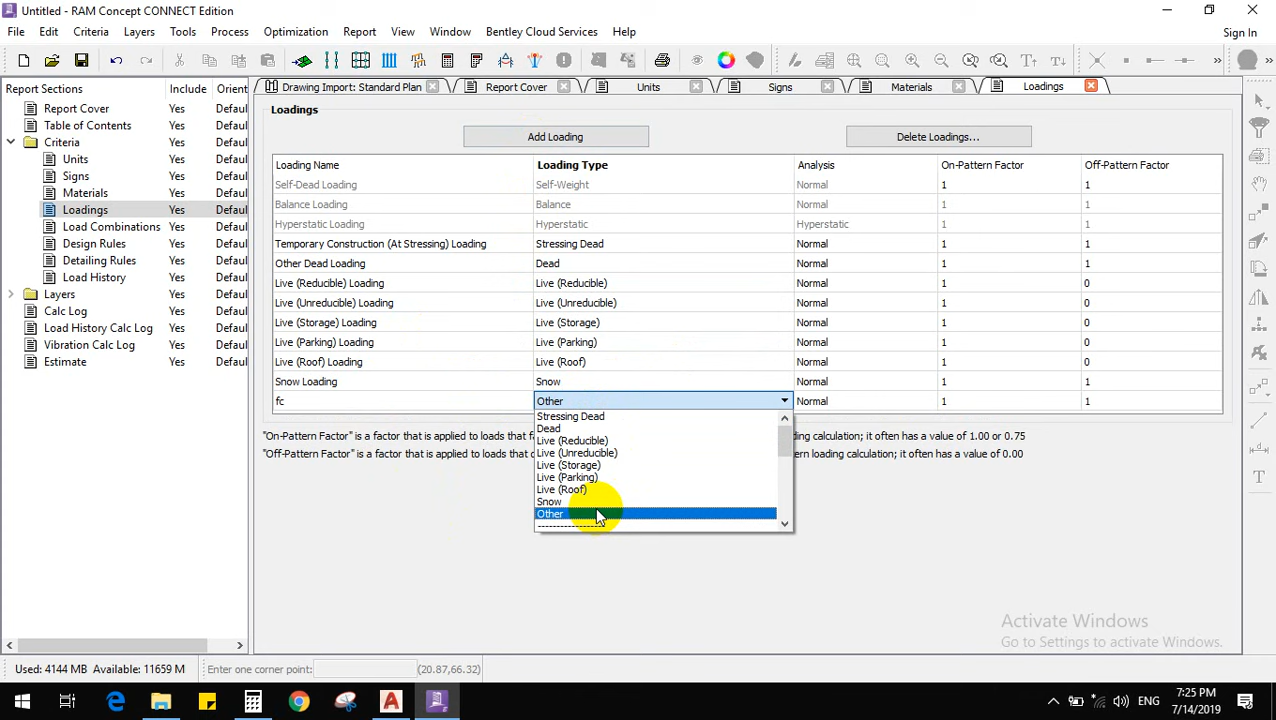 Untitled - RAM Concept CONNECT Edition
File Edit Criteria Layers Tools Process Optimization Report View Window Bentley Cloud Services Help
Sign In
Report Sections Include Orient
Drawing Import: Standard Plan Report Cover Units Signs Materials Loadings
Report Cover Yes Defaul
Table of Contents Yes Defaul
Criteria Yes Defaul
Units Yes Defaul
Signs Yes Defaul
Materials Yes Defaul
Loadings Yes Defaul
Load Combinations Yes Defaul
Design Rules Yes Defaul
Detailing Rules Yes Defaul
Load History Yes Defaul
Layers Yes Defaul
Calc Log Yes Defaul
Load History Calc Log Yes Defaul
Vibration Calc Log Yes Defaul
Estimate Yes Defaul
Loadings
Add Loading Delete Loadings...
Loading Name Loading Type Analysis On-Pattern Factor Off-Pattern Factor
Self-Dead Loading Self-Weight Normal 1 1
Balance Loading Balance Normal 1 1
Hyperstatic Loading Hyperstatic Hyperstatic 1 1
Temporary Construction (At Stressing) Loading Stressing Dead Normal 1 1
Other Dead Loading Dead Normal 1 1
Live (Reducible) Loading Live (Reducible) Normal 1 0
Live (Unreducible) Loading Live (Unreducible) Normal 1 0
Live (Storage) Loading Live (Storage) Normal 1 0
Live (Parking) Loading Live (Parking) Normal 1 0
Live (Roof) Loading Live (Roof) Normal 1 0
Snow Loading Snow Normal 1 1
fc Other Normal 1 1
Stressing Dead
Dead
Live (Reducible)
Live (Unreducible)
Live (Storage)
Live (Parking)
Live (Roof)
Snow
Other
"On-Pattern Factor" is a factor that is applied to loads that f ding calculation; it often has a value of 1.00 or 0.75
"Off-Pattern Factor" is a factor that is applied to loads that ern loading calculation; it often has a value of 0.00
Activate Windows
Go to Settings to activate Windows.
Used: 4144 MB Available: 11659 M Enter one corner point: (20.87,66.32)
ENG
7:25 PM
7/14/2019